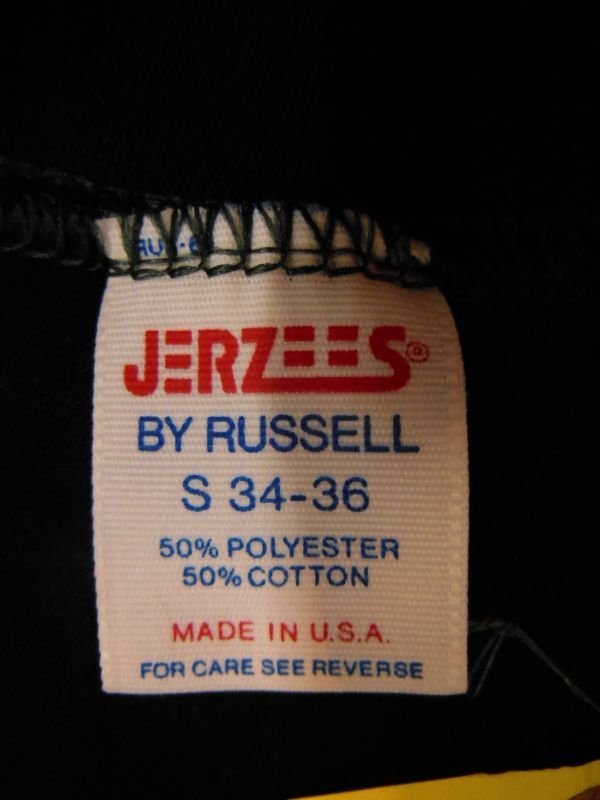 JERZEES®
BY RUSSELL
S 34-36
50% POLYESTER
50% COTTON
MADE IN U.S.A.
FOR CARE SEE REVERSE